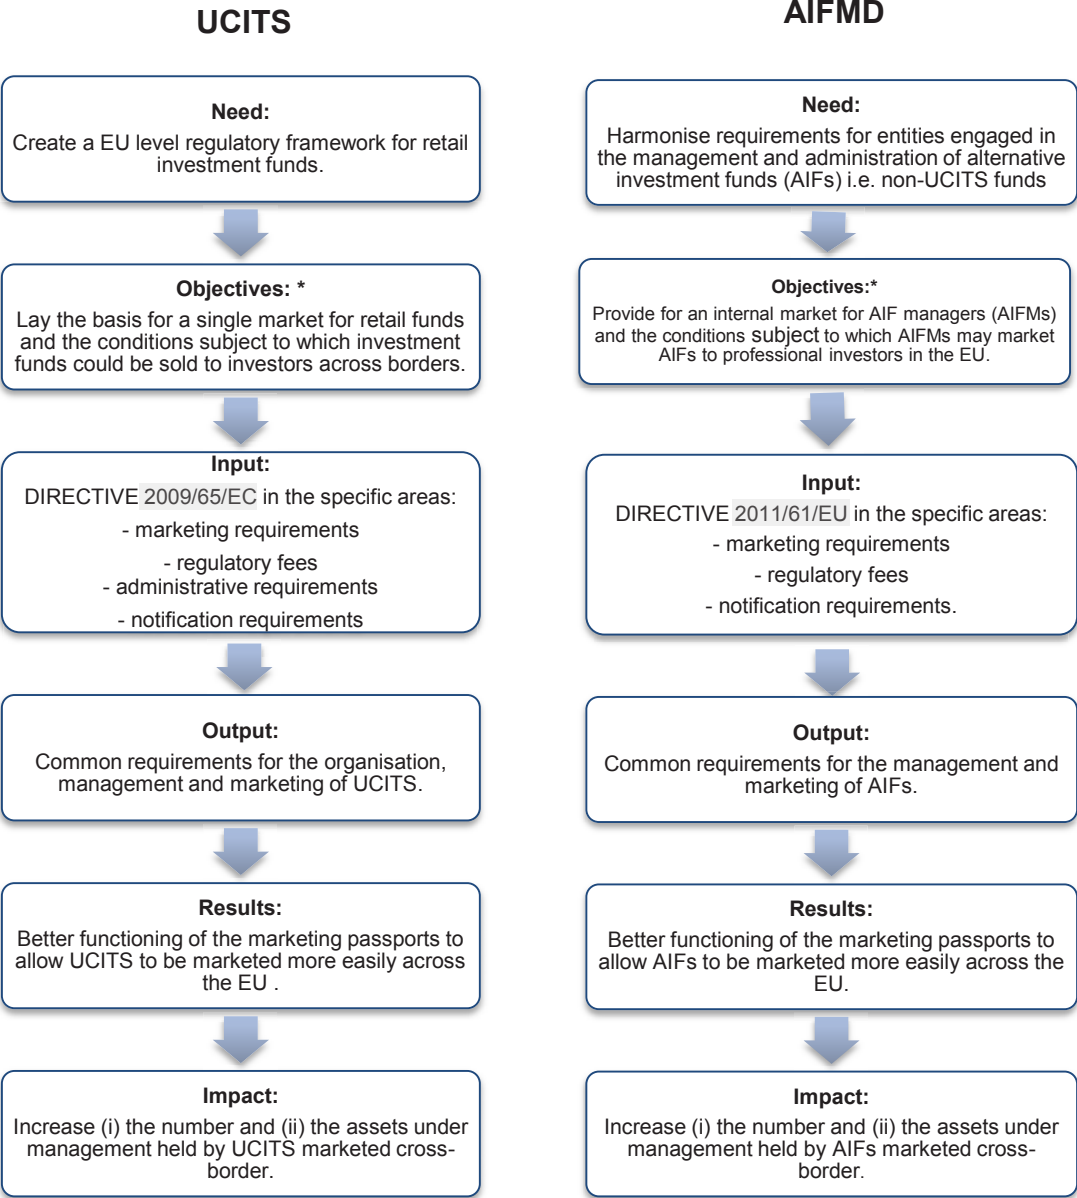 UCITS
Need:
Create a EU level regulatory framework for retail
investment funds.
Objectives: *
Lay the basis for a single market for retail funds
and the conditions subject to which investment
funds could be sold to investors across borders.
Input:
DIRECTIVE 2009/65/EC in the specific areas:
- marketing requirements
- regulatory fees
- administrative requirements
- notification requirements
Output:
Common requirements for the organisation,
management and marketing of UCITS.
Results:
Better functioning of the marketing passports to
allow UCITS to be marketed more easily across
the EU .
Impact:
Increase (i) the number and (ii) the assets under
management held by UCITS marketed cross-
border.
AIFMD
Need:
Harmonise requirements for entities engaged in
the management and administration of alternative
investment funds (AIFs) i.e. non-UCITS funds
Objectives:*
Provide for an internal market for AIF managers (AIFMs)
and the conditions subject to which AIFMs may market
AIFs to professional investors in the EU.
Input:
DIRECTIVE 2011/61/EU in the specific areas:
- marketing requirements
- regulatory fees
- notification requirements.
Output:
Common requirements for the management and
marketing of AIFs.
Results:
Better functioning of the marketing passports to
allow AIFs to be marketed more easily across the
EU.
Impact:
Increase (i) the number and (ii) the assets under
management held by AIFs marketed cross-
border.